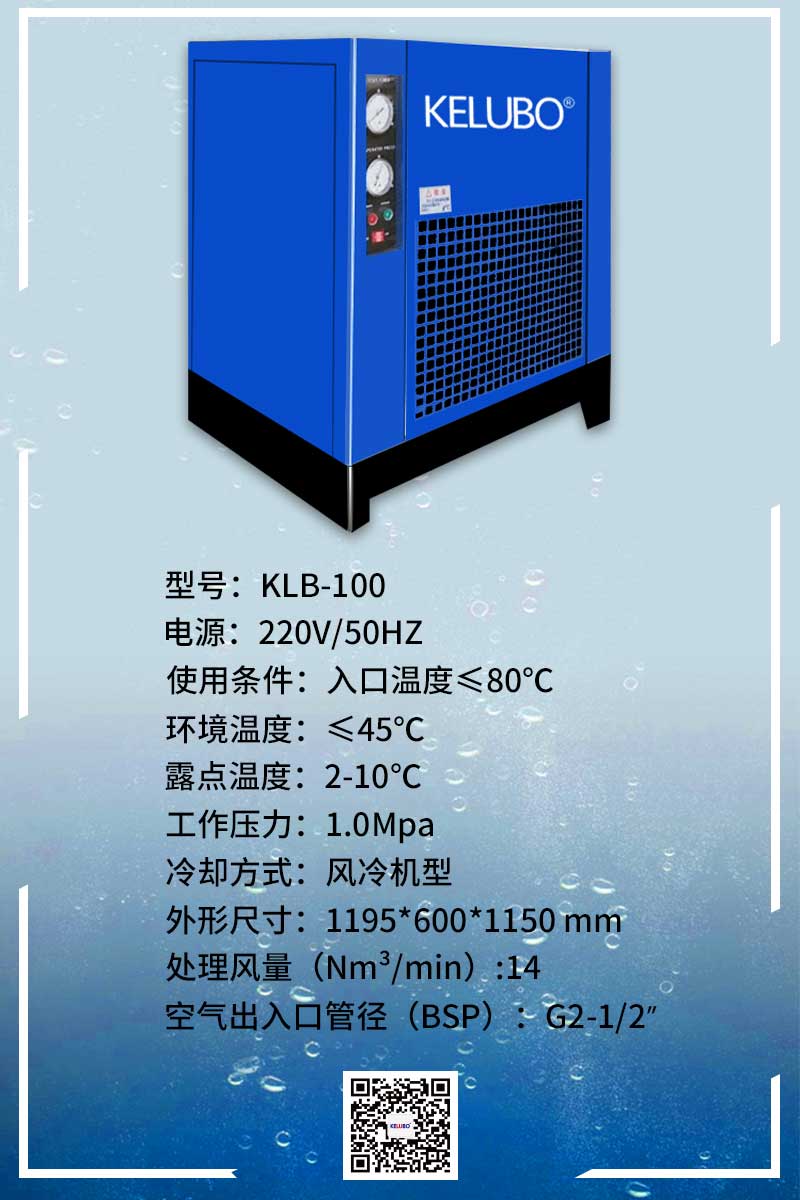 KELUBO®
型号：KLB-100
电源：220V/50HZ
使用条件：入口温度≤80℃
环境温度：≤45℃
露点温度：2-10℃
工作压力：1.0Mpa
冷却方式：风冷机型
外形尺寸：1195*600*1150 mm
处理风量（Nm³/min）:14
空气出入口管径（BSP）：G2-1/2″
KELUBO